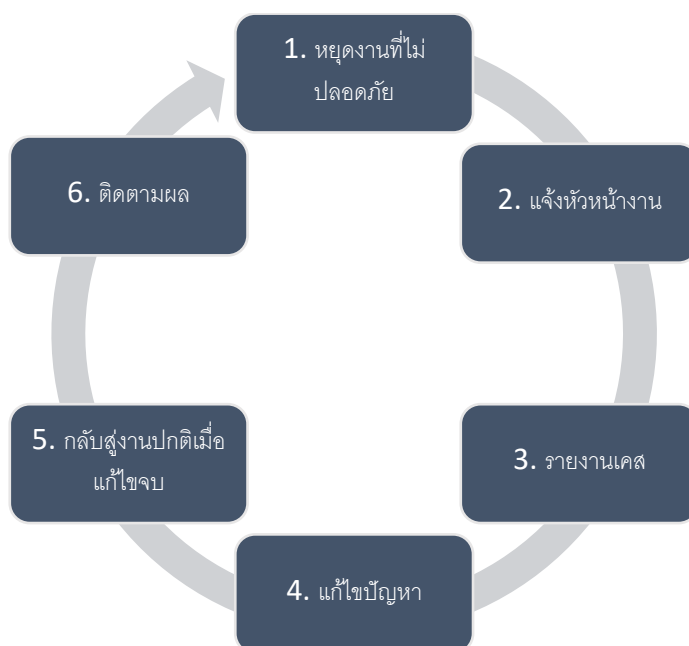 1. หยุดงานที่ไม่
ปลอดภัย
2. แจ้งหัวหน้างาน
3. รายงานเคส
4. แก้ไขปัญหา
5. กลับสู่งานปกติเมื่อ
แก้ไขจบ
6. ติดตามผล